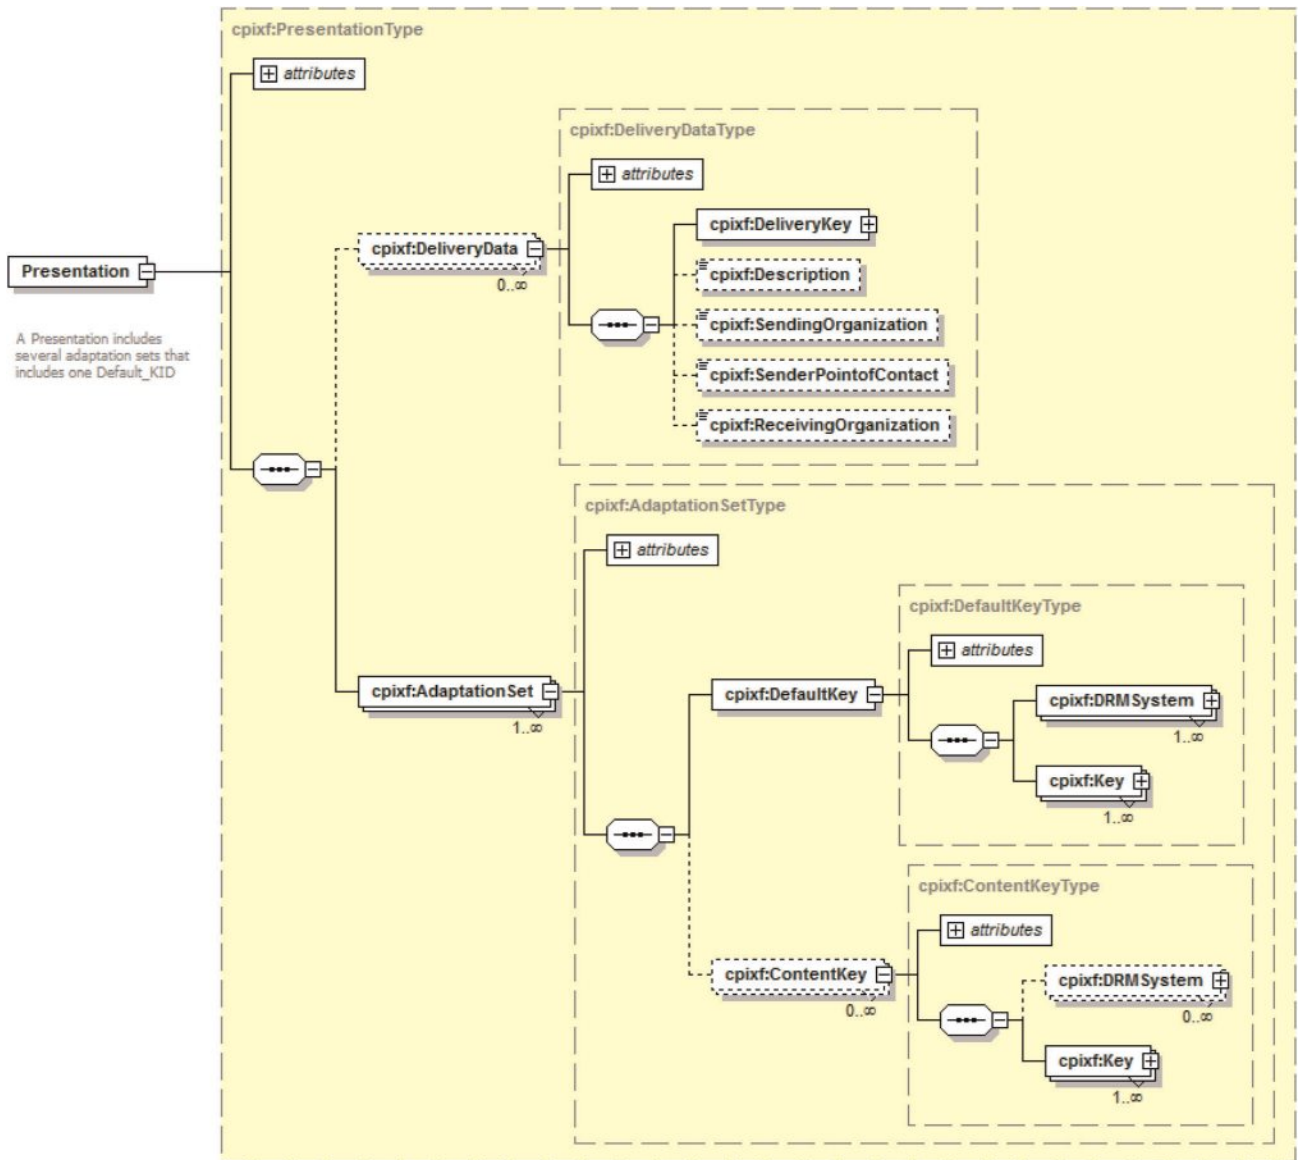 cpixf:PresentationType
attributes
cpixf:DeliveryDataType
attributes
cpixf:DeliveryKey
cpixf:DeliveryData
0..∞
cpixf:Description
cpixf:SendingOrganization
cpixf:SenderPointofContact
cpixf:ReceivingOrganization
Presentation
A Presentation includes
several adaptation sets that
includes one Default_KID
cpixf:AdaptationSetType
attributes
cpixf:AdaptationSet
1..∞
cpixf:DefaultKeyType
attributes
cpixf:DefaultKey
cpixf:DRMSystem
1..∞
cpixf:Key
1..∞
cpixf:ContentKeyType
attributes
cpixf:ContentKey
0..∞
cpixf:DRMSystem
0..∞
cpixf:Key
1..∞